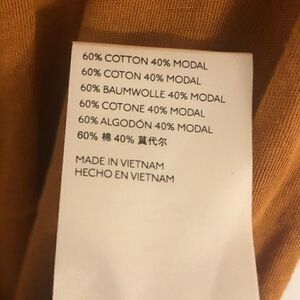 60% COTTON 40% MODAL
60% COTON 40% MODAL
60% BAUMWOLLE 40% MODAL
60% COTONE 40% MODAL
60% ALGODÓN 40% MODAL
60% 棉 40% 莫代尔
MADE IN VIETNAM
HECHO EN VIETNAM